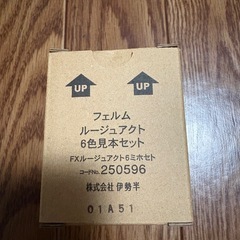 UP UP
フェルム
ルージュアクト
6色見本セット
FXルージュアクト6ミホセト
コードNo. 250596
株式会社 伊勢半
01A51